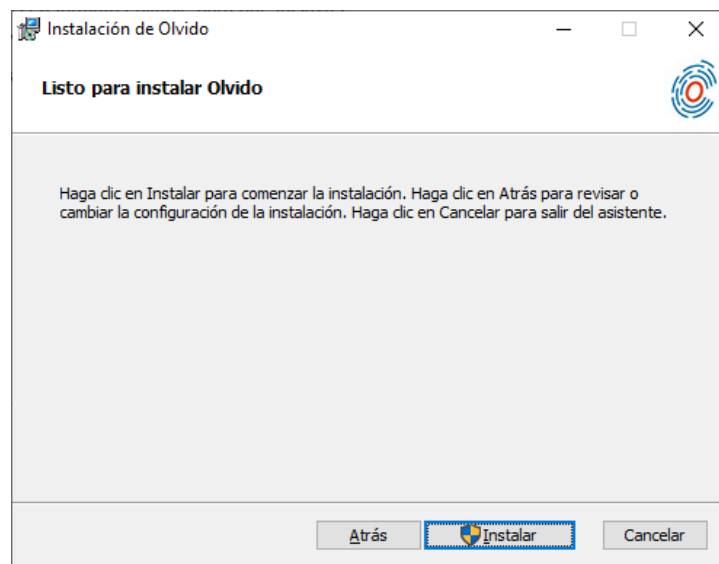 Instalación de Olvido
Listo para instalar Olvido
Haga clic en Instalar para comenzar la instalación. Haga clic en Atrás para revisar o
cambiar la configuración de la instalación. Haga clic en Cancelar para salir del asistente.
Atrás Instalar Cancelar